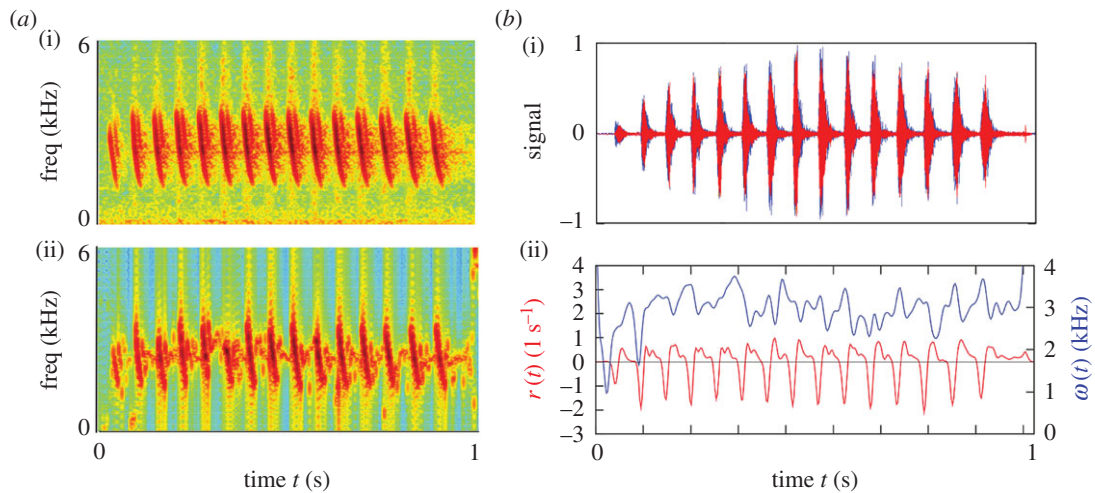 (a)
(i)
6
freq (kHz)
0
(ii)
6
freq (kHz)
0
0
1
time t (s)
(b)
(i)
1
signal
0
−1
(ii)
4
3
2
1
0
−1
−2
−3
r(t) (1 s⁻¹)
4
3
2
1
0
ω(t) (kHz)
0
1
time t (s)